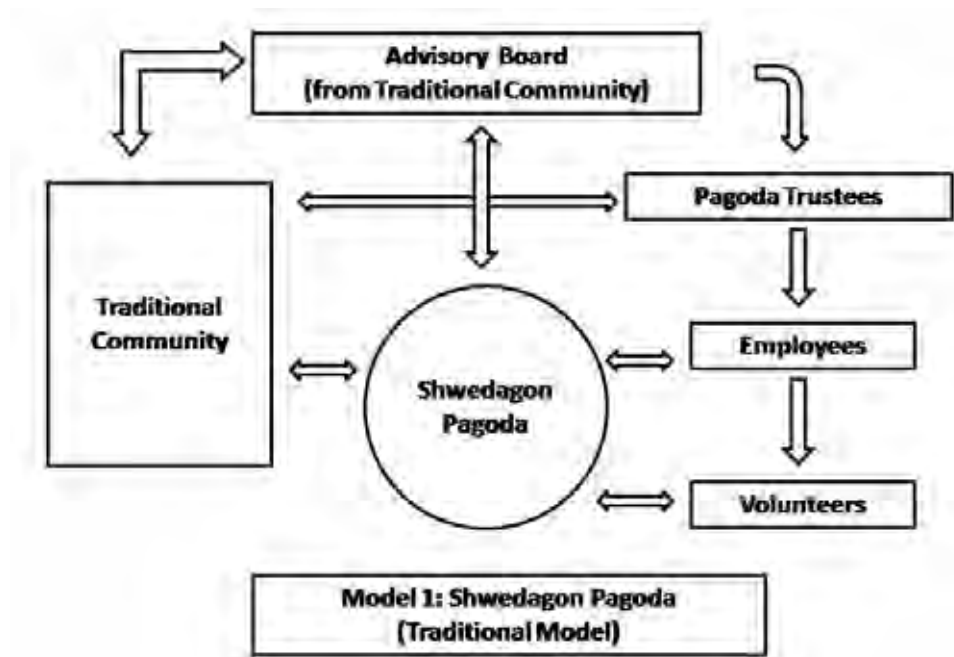 Advisory Board
(from Traditional Community)
Pagoda Trustees
Traditional
Community
Employees
Shwedagon
Pagoda
Volunteers
Model 1: Shwedagon Pagoda
(Traditional Model)